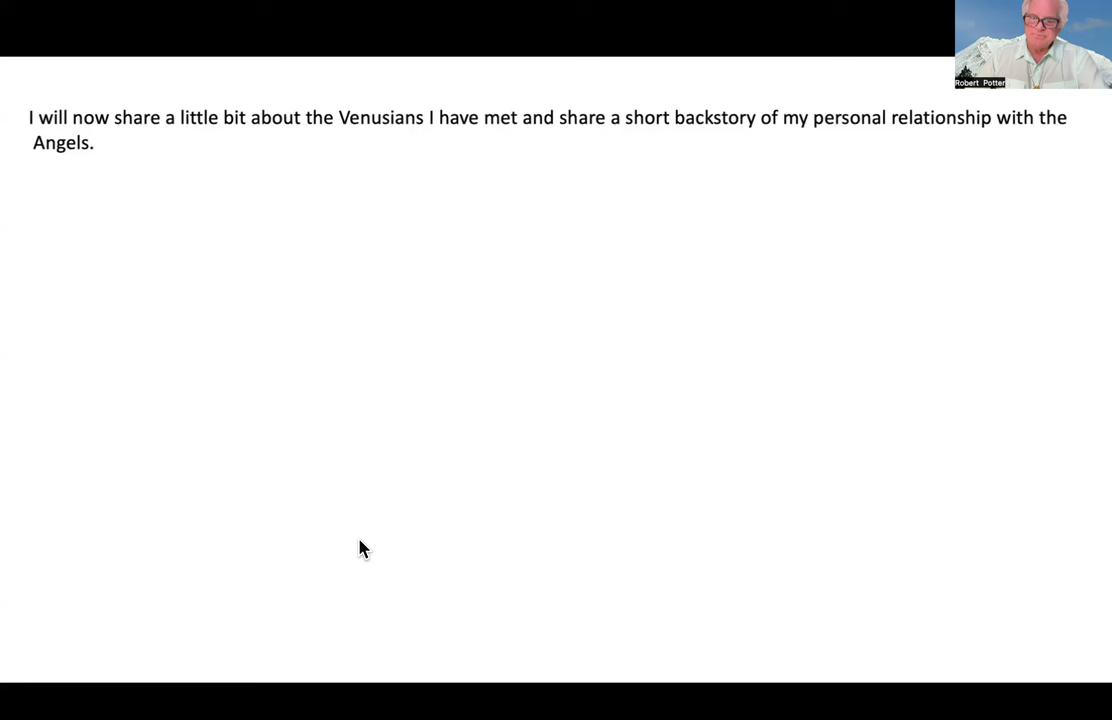 Robert Potter
I will now share a little bit about the Venusians I have met and share a short backstory of my personal relationship with the
Angels.